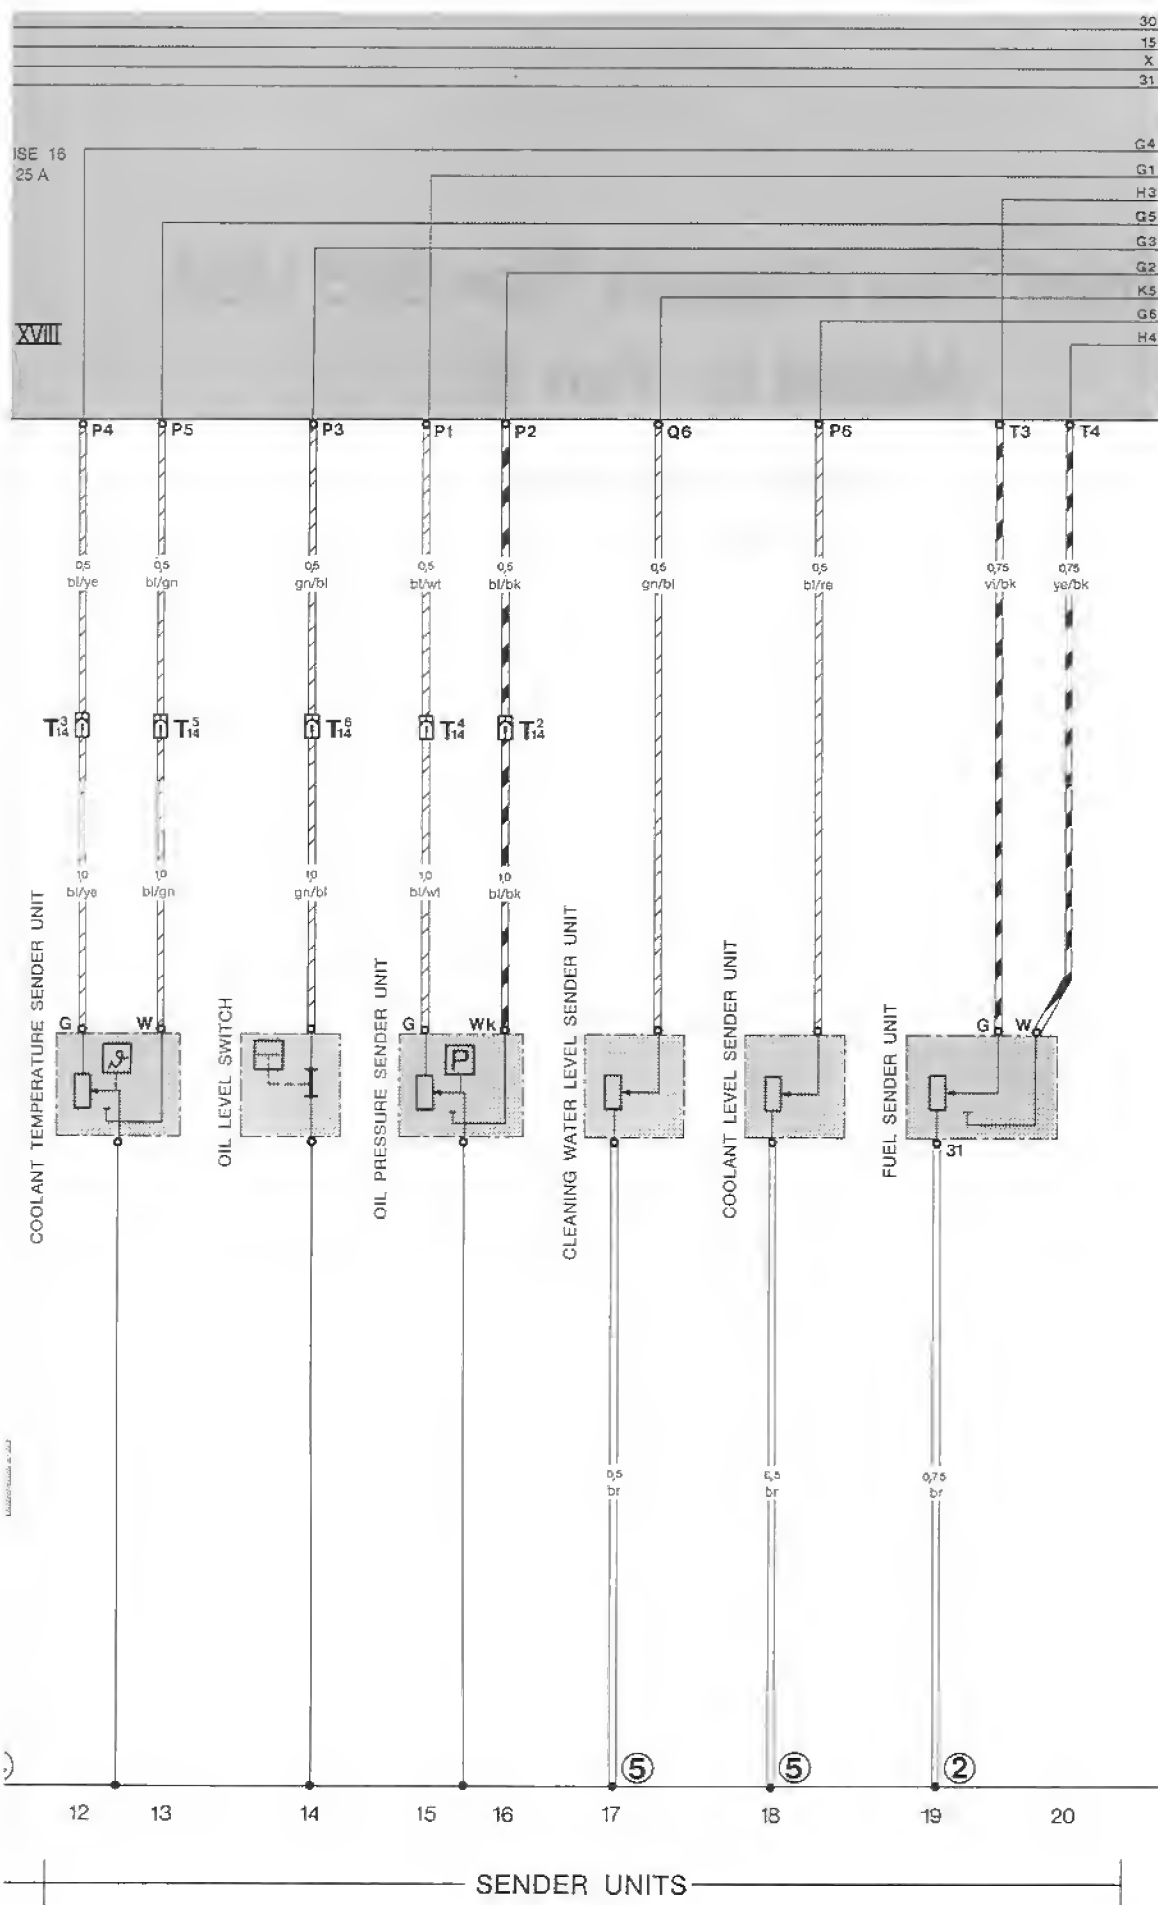 30
15
X
31
ISE 16
25 A
G4
G1
H3
G5
G3
G2
K5
G6
H4
XVIII
P4 P5 P3 P1 P2 Q6 P6 T3 T4
0,5 0,5 0,5 0,5 0,5 0,5 0,5 0,75 0,75
bl/ye bl/gn gn/bl bl/wt bl/bk gn/bl bl/re vi/bk ye/bk
T14 3 T14 5 T14 6 T14 4 T14 2
1,0 1,0 1,0 1,0 1,0
bl/ye bl/gn gn/bl bl/wt bl/bk
COOLANT TEMPERATURE SENDER UNIT
OIL LEVEL SWITCH
OIL PRESSURE SENDER UNIT
CLEANING WATER LEVEL SENDER UNIT
COOLANT LEVEL SENDER UNIT
FUEL SENDER UNIT
G W G Wk G W
ϑ P
31
0,5 0,5 0,75
br br br
5 5 2
12 13 14 15 16 17 18 19 20
SENDER UNITS